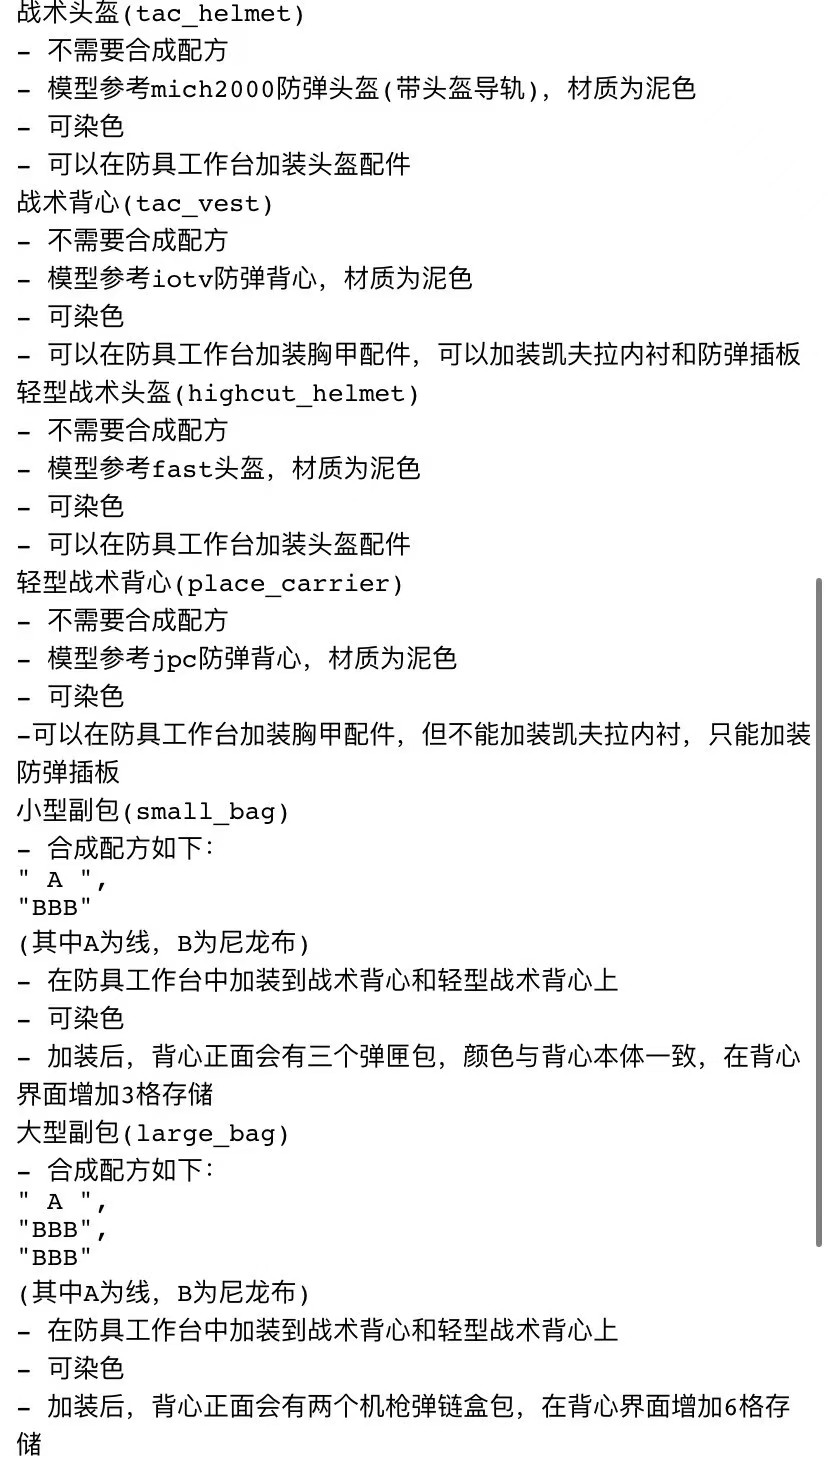 战术头盔(tac_helmet)
- 不需要合成配方
- 模型参考mich2000防弹头盔(带头盔导轨)，材质为泥色
- 可染色
- 可以在防具工作台加装头盔配件
战术背心(tac_vest)
- 不需要合成配方
- 模型参考iotv防弹背心，材质为泥色
- 可染色
- 可以在防具工作台加装胸甲配件，可以加装凯夫拉内衬和防弹插板
轻型战术头盔(highcut_helmet)
- 不需要合成配方
- 模型参考fast头盔，材质为泥色
- 可染色
- 可以在防具工作台加装头盔配件
轻型战术背心(place_carrier)
- 不需要合成配方
- 模型参考jpc防弹背心，材质为泥色
- 可染色
-可以在防具工作台加装胸甲配件，但不能加装凯夫拉内衬，只能加装
防弹插板
小型副包(small_bag)
- 合成配方如下：
" A ",
"BBB"
(其中A为线，B为尼龙布)
- 在防具工作台中加装到战术背心和轻型战术背心上
- 可染色
- 加装后，背心正面会有三个弹匣包，颜色与背心本体一致，在背心
界面增加3格存储
大型副包(large_bag)
- 合成配方如下：
" A ",
"BBB",
"BBB"
(其中A为线，B为尼龙布)
- 在防具工作台中加装到战术背心和轻型战术背心上
- 可染色
- 加装后，背心正面会有两个机枪弹链盒包，在背心界面增加6格存
储